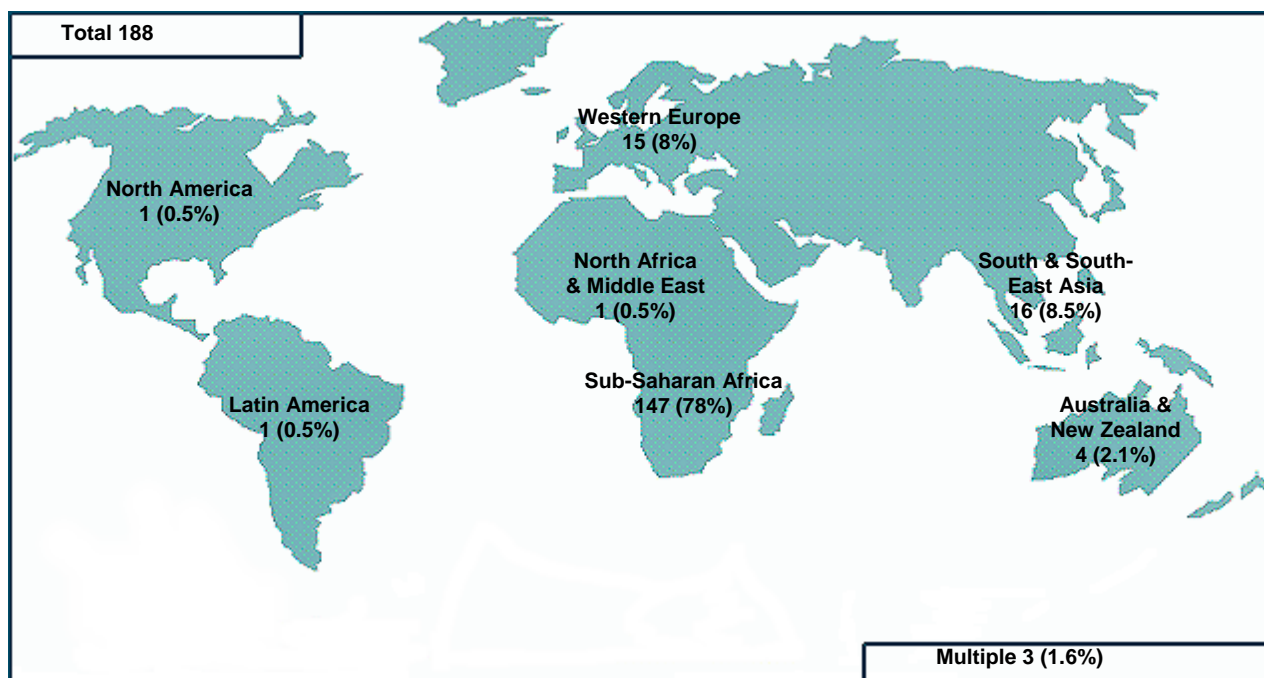 Total 188
Western Europe
15 (8%)
North America
1 (0.5%)
North Africa
& Middle East
1 (0.5%)
South & South-
East Asia
16 (8.5%)
Sub-Saharan Africa
147 (78%)
Latin America
1 (0.5%)
Australia &
New Zealand
4 (2.1%)
Multiple 3 (1.6%)